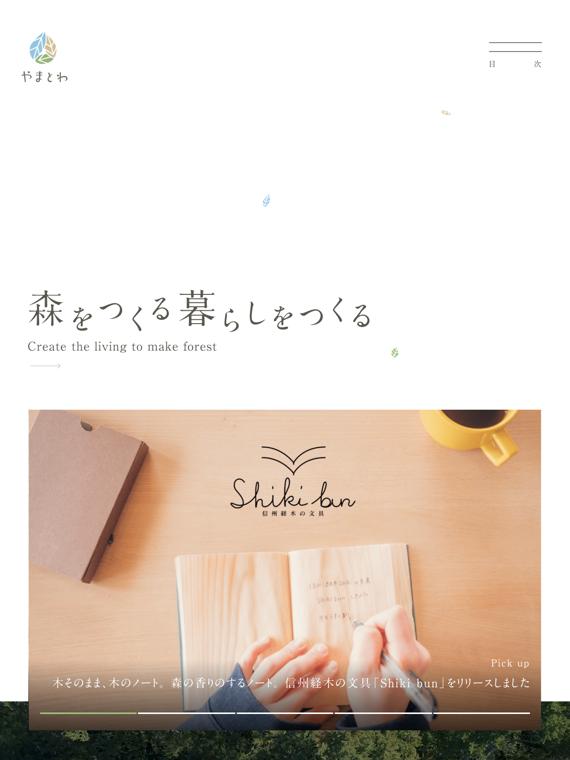 やまとわ
目次
森をつくる暮らしをつくる
Create the living to make forest
Shiki bun
信州経木の文具
Pick up
木そのまま、木のノート。 森の香りのするノート。 信州経木の文具「Shiki bun」をリリースしました